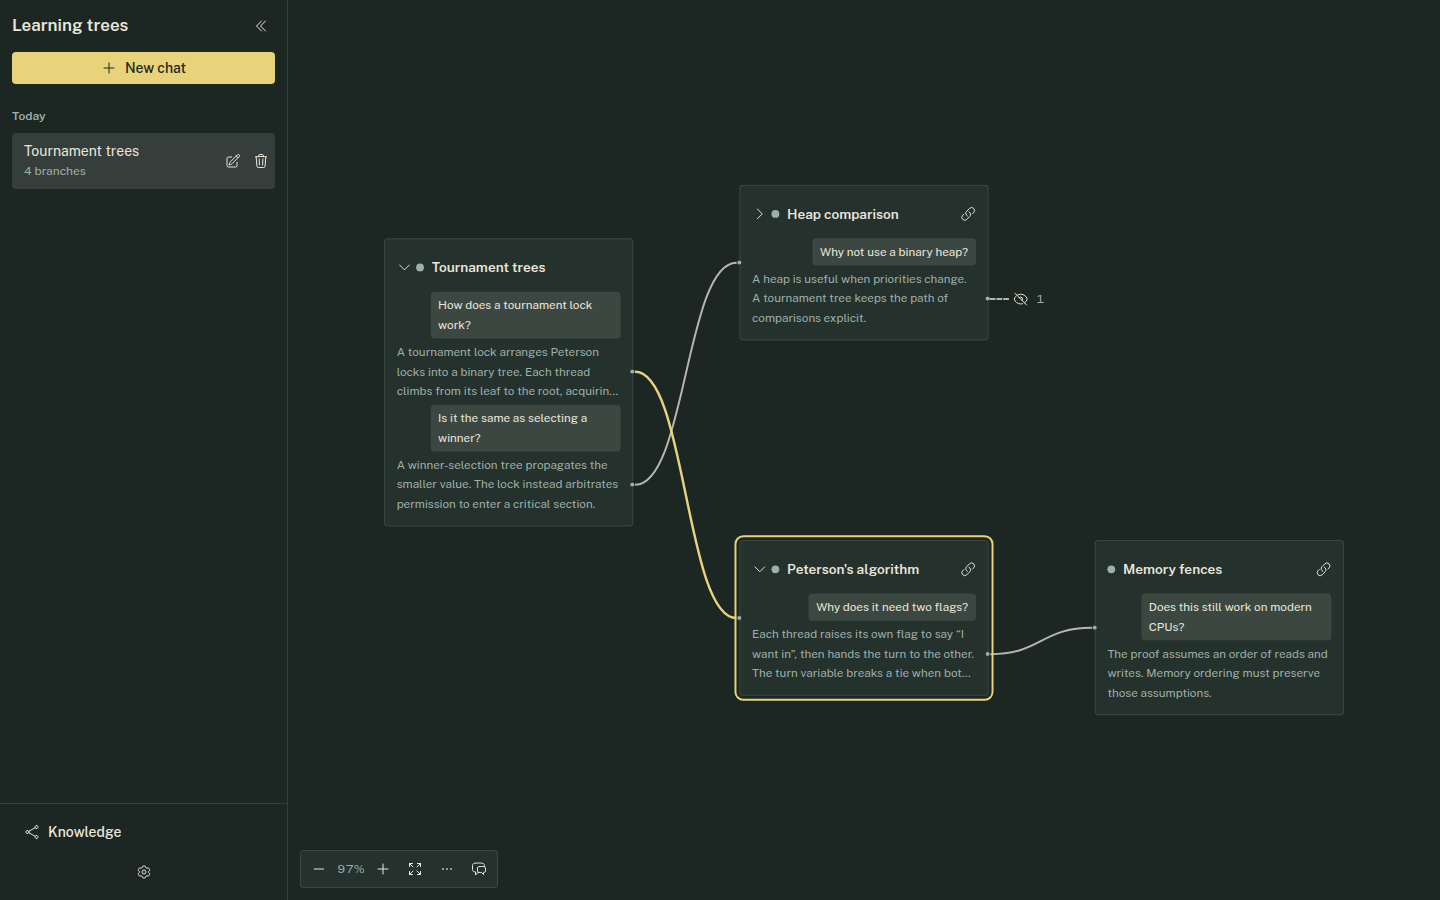 Learning trees
New chat
Today
Tournament trees
4 branches
Knowledge
Tournament trees
How does a tournament lock
work?
A tournament lock arranges Peterson
locks into a binary tree. Each thread
climbs from its leaf to the root, acquirin...
Is it the same as selecting a
winner?
A winner-selection tree propagates the
smaller value. The lock instead arbitrates
permission to enter a critical section.
Heap comparison
Why not use a binary heap?
A heap is useful when priorities change.
A tournament tree keeps the path of
comparisons explicit.
1
Peterson's algorithm
Why does it need two flags?
Each thread raises its own flag to say “I
want in”, then hands the turn to the other.
The turn variable breaks a tie when bot...
Memory fences
Does this still work on modern
CPUs?
The proof assumes an order of reads and
writes. Memory ordering must preserve
those assumptions.
97%